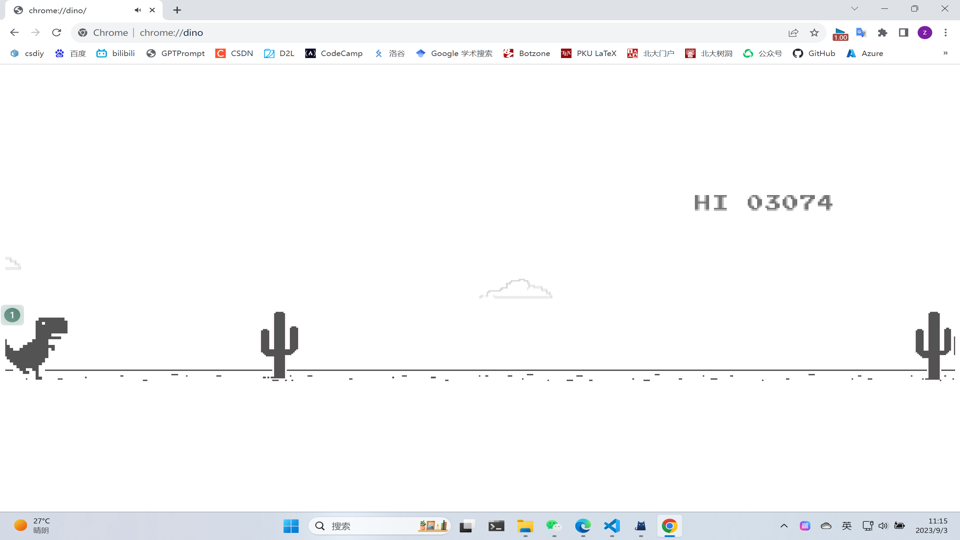 chrome://dino/
Chrome | chrome://dino
z
1.00
csdiy 百度 bilibili GPTPrompt CSDN D2L CodeCamp 洛谷 Google 学术搜索 Botzone PKU LaTeX 北大门户 北大树洞 公众号 GitHub Azure »
HI 03074
1
27°C
晴朗
搜索
英
11:15
2023/9/3